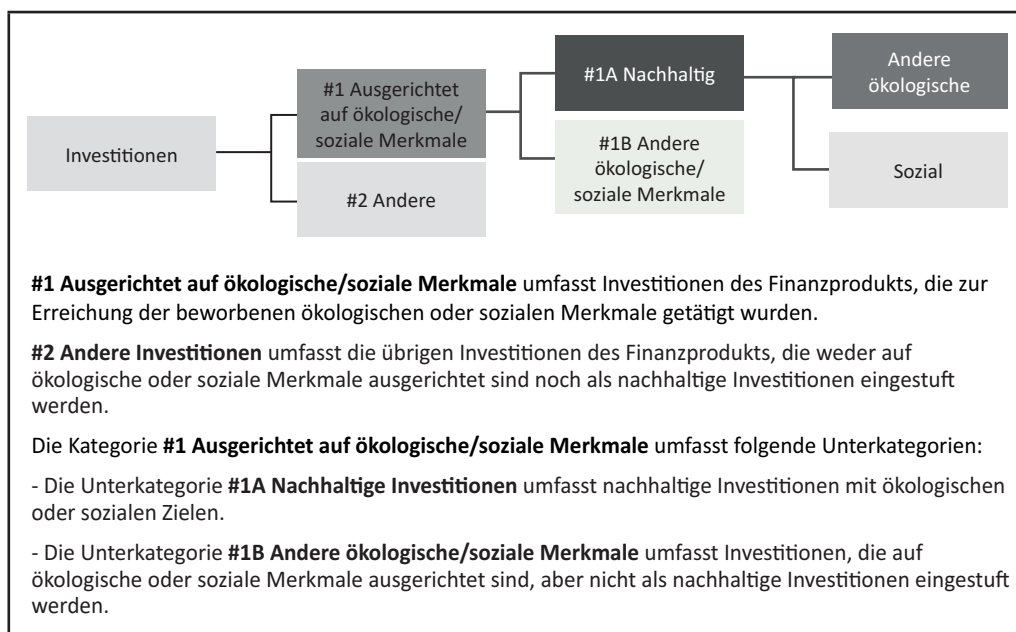 Investitionen
#1 Ausgerichtet
auf ökologische/
soziale Merkmale
#2 Andere
#1A Nachhaltig
#1B Andere
ökologische/
soziale Merkmale
Andere
ökologische
Sozial
#1 Ausgerichtet auf ökologische/soziale Merkmale umfasst Investitionen des Finanzprodukts, die zur
Erreichung der beworbenen ökologischen oder sozialen Merkmale getätigt wurden.
#2 Andere Investitionen umfasst die übrigen Investitionen des Finanzprodukts, die weder auf
ökologische oder soziale Merkmale ausgerichtet sind noch als nachhaltige Investitionen eingestuft
werden.
Die Kategorie #1 Ausgerichtet auf ökologische/soziale Merkmale umfasst folgende Unterkategorien:
- Die Unterkategorie #1A Nachhaltige Investitionen umfasst nachhaltige Investitionen mit ökologischen
oder sozialen Zielen.
- Die Unterkategorie #1B Andere ökologische/soziale Merkmale umfasst Investitionen, die auf
ökologische oder soziale Merkmale ausgerichtet sind, aber nicht als nachhaltige Investitionen eingestuft
werden.